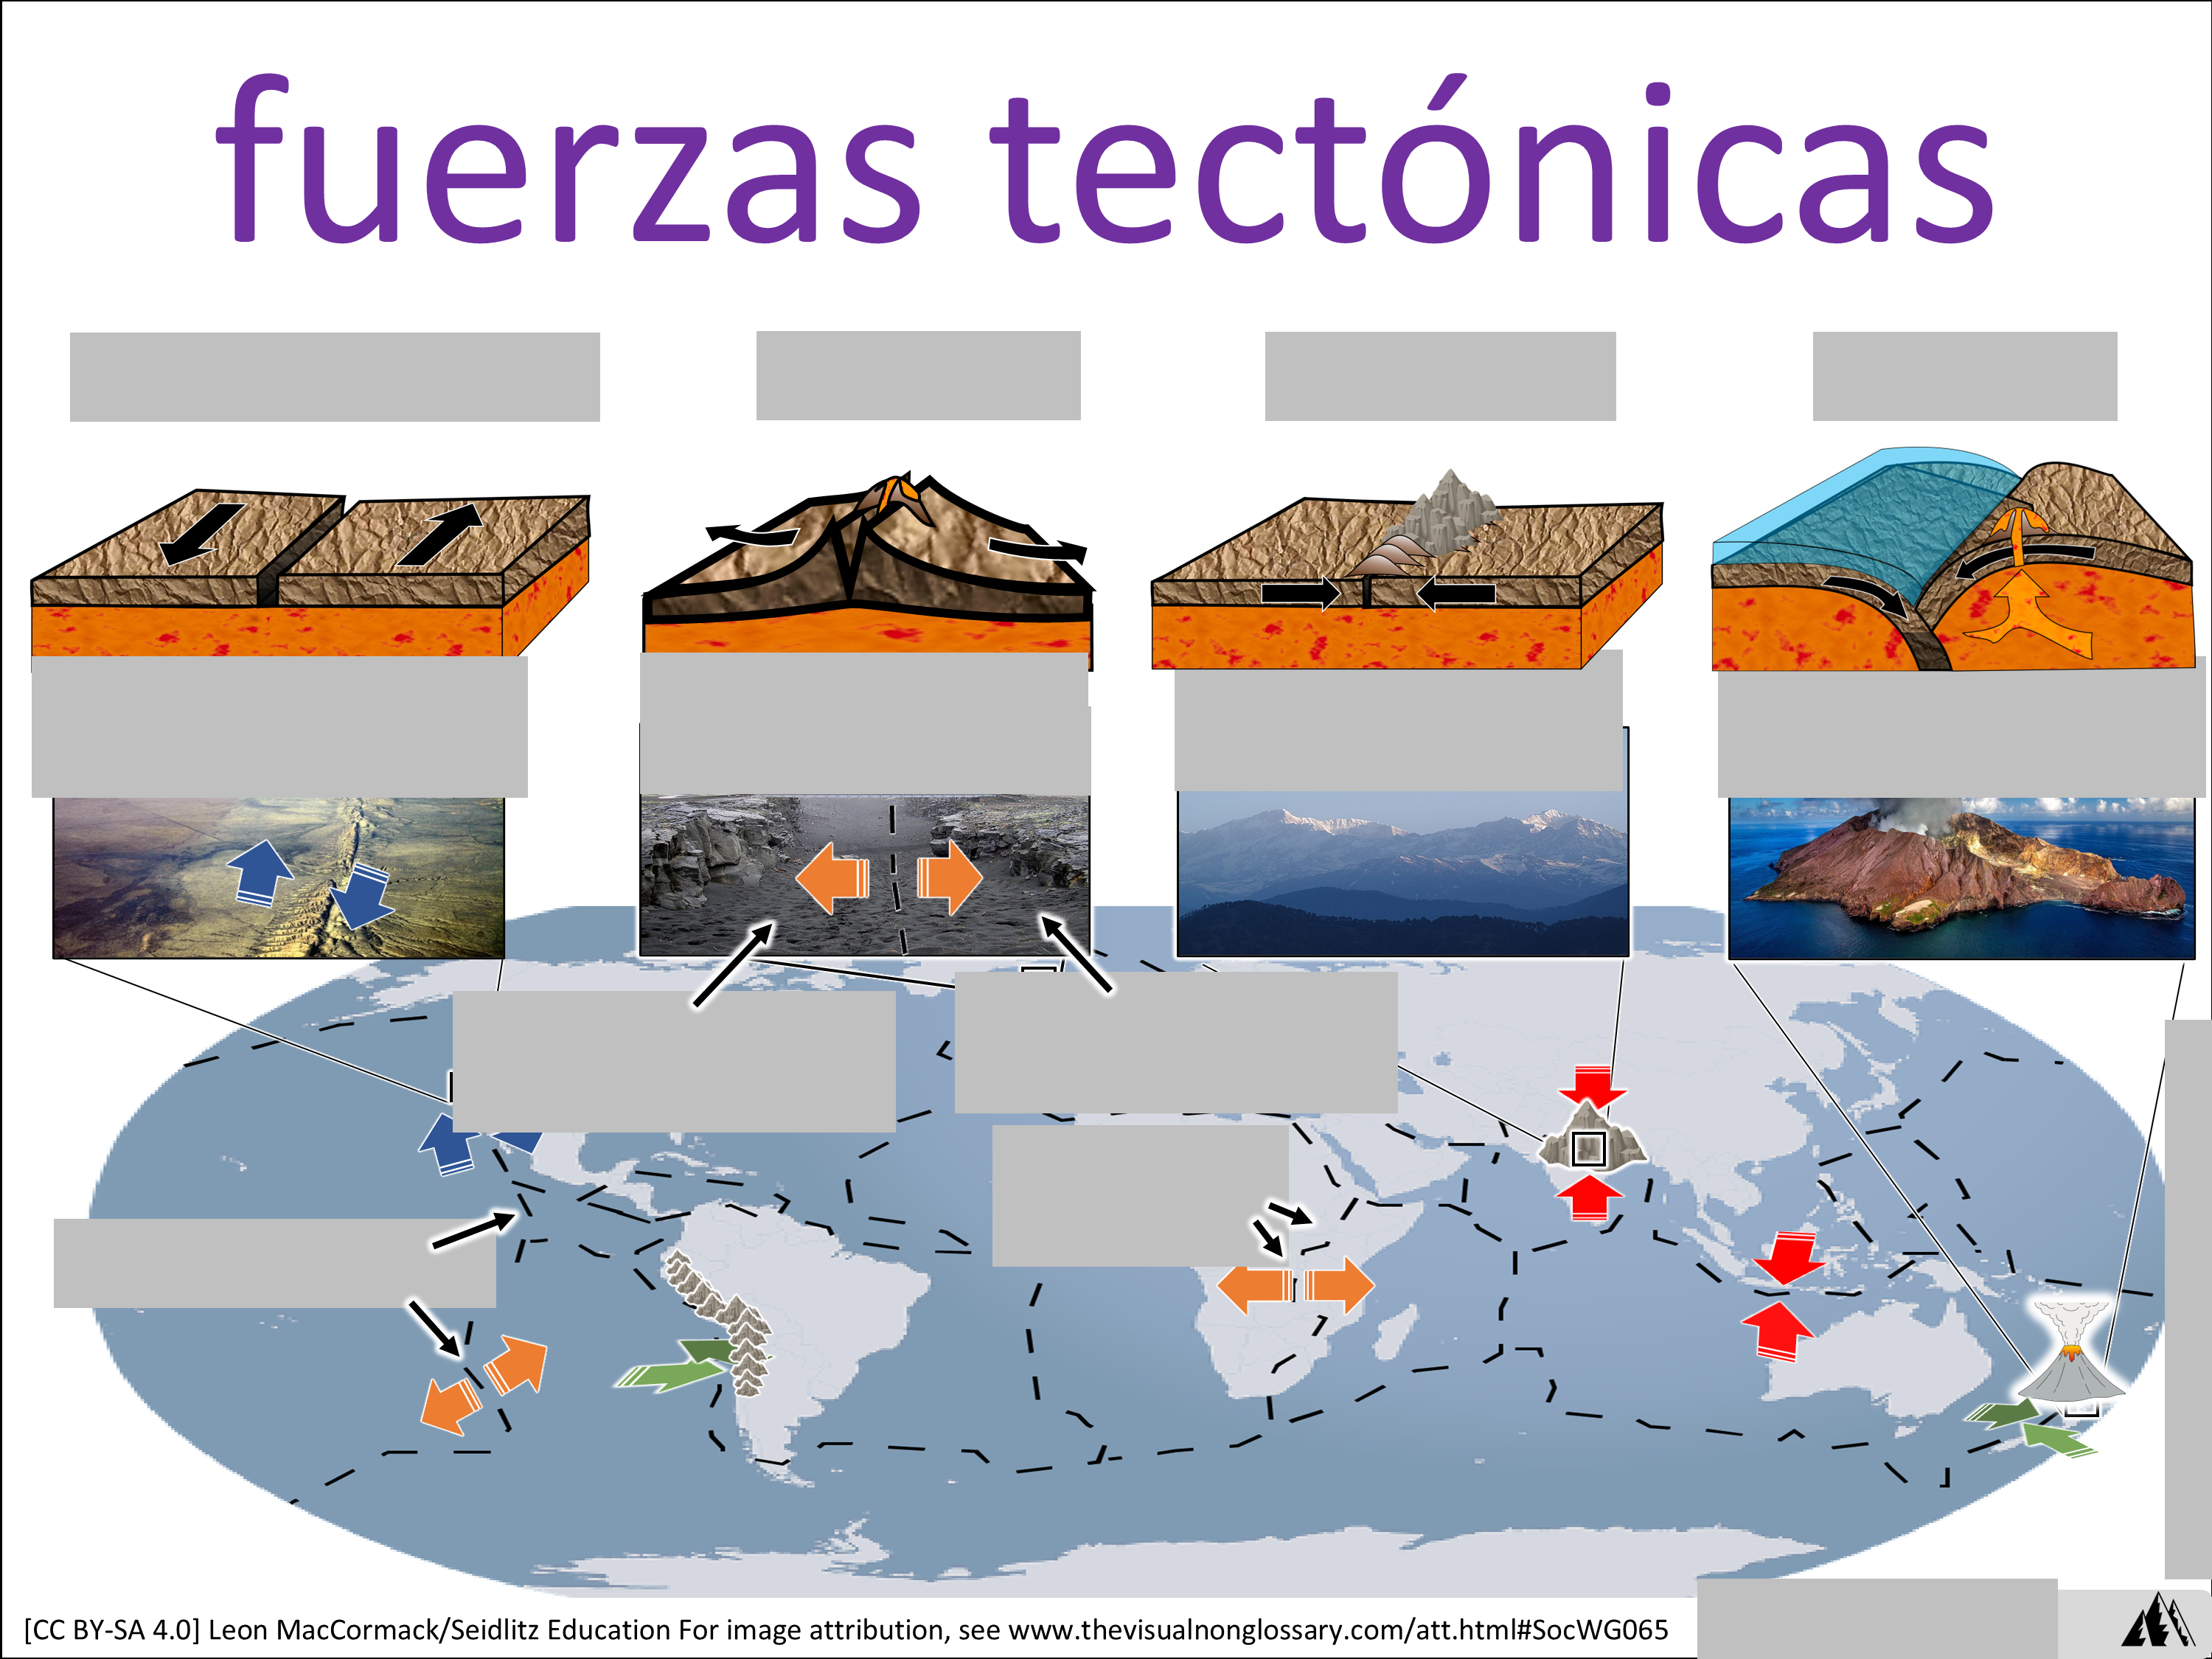 fuerzas tectónicas
[CC BY-SA 4.0] Leon MacCormack/Seidlitz Education For image attribution, see www.thevisualnonglossary.com/att.html#SocWG065